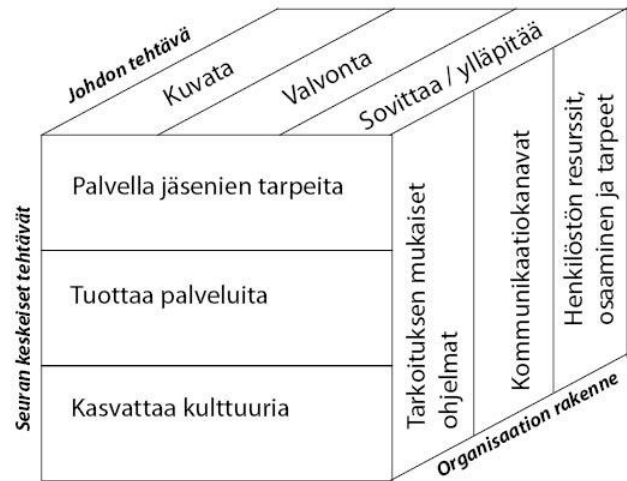 Johdon tehtävä
Kuvata
Valvonta
Sovittaa / ylläpitää
Seuran keskeiset tehtävät
Palvella jäsenien tarpeita
Tuottaa palveluita
Kasvattaa kulttuuria
Tarkoituksen mukaiset
ohjelmat
Kommunikaatiokanavat
Henkilöstön resurssit,
osaaminen ja tarpeet
Organisaation rakenne